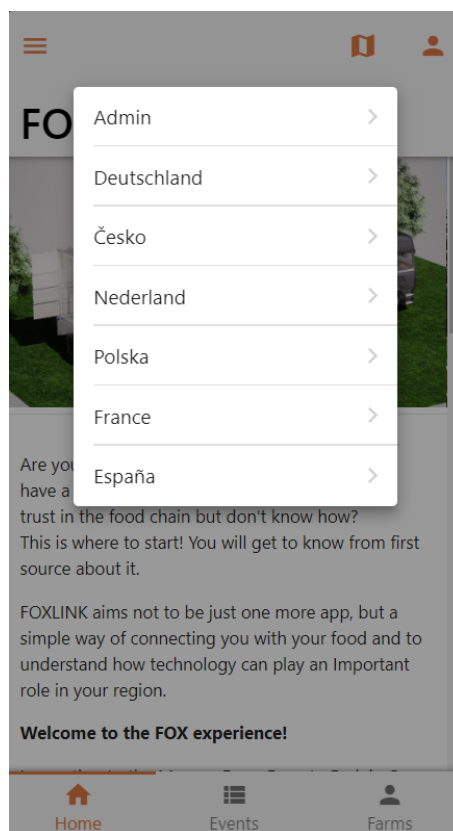 FO
Admin
Deutschland
Česko
Nederland
Polska
France
España
Are you
have a
trust in the food chain but don't know how?
This is where to start! You will get to know from first
source about it.
FOXLINK aims not to be just one more app, but a
simple way of connecting you with your food and to
understand how technology can play an Important
role in your region.
Welcome to the FOX experience!
Home
Events
Farms